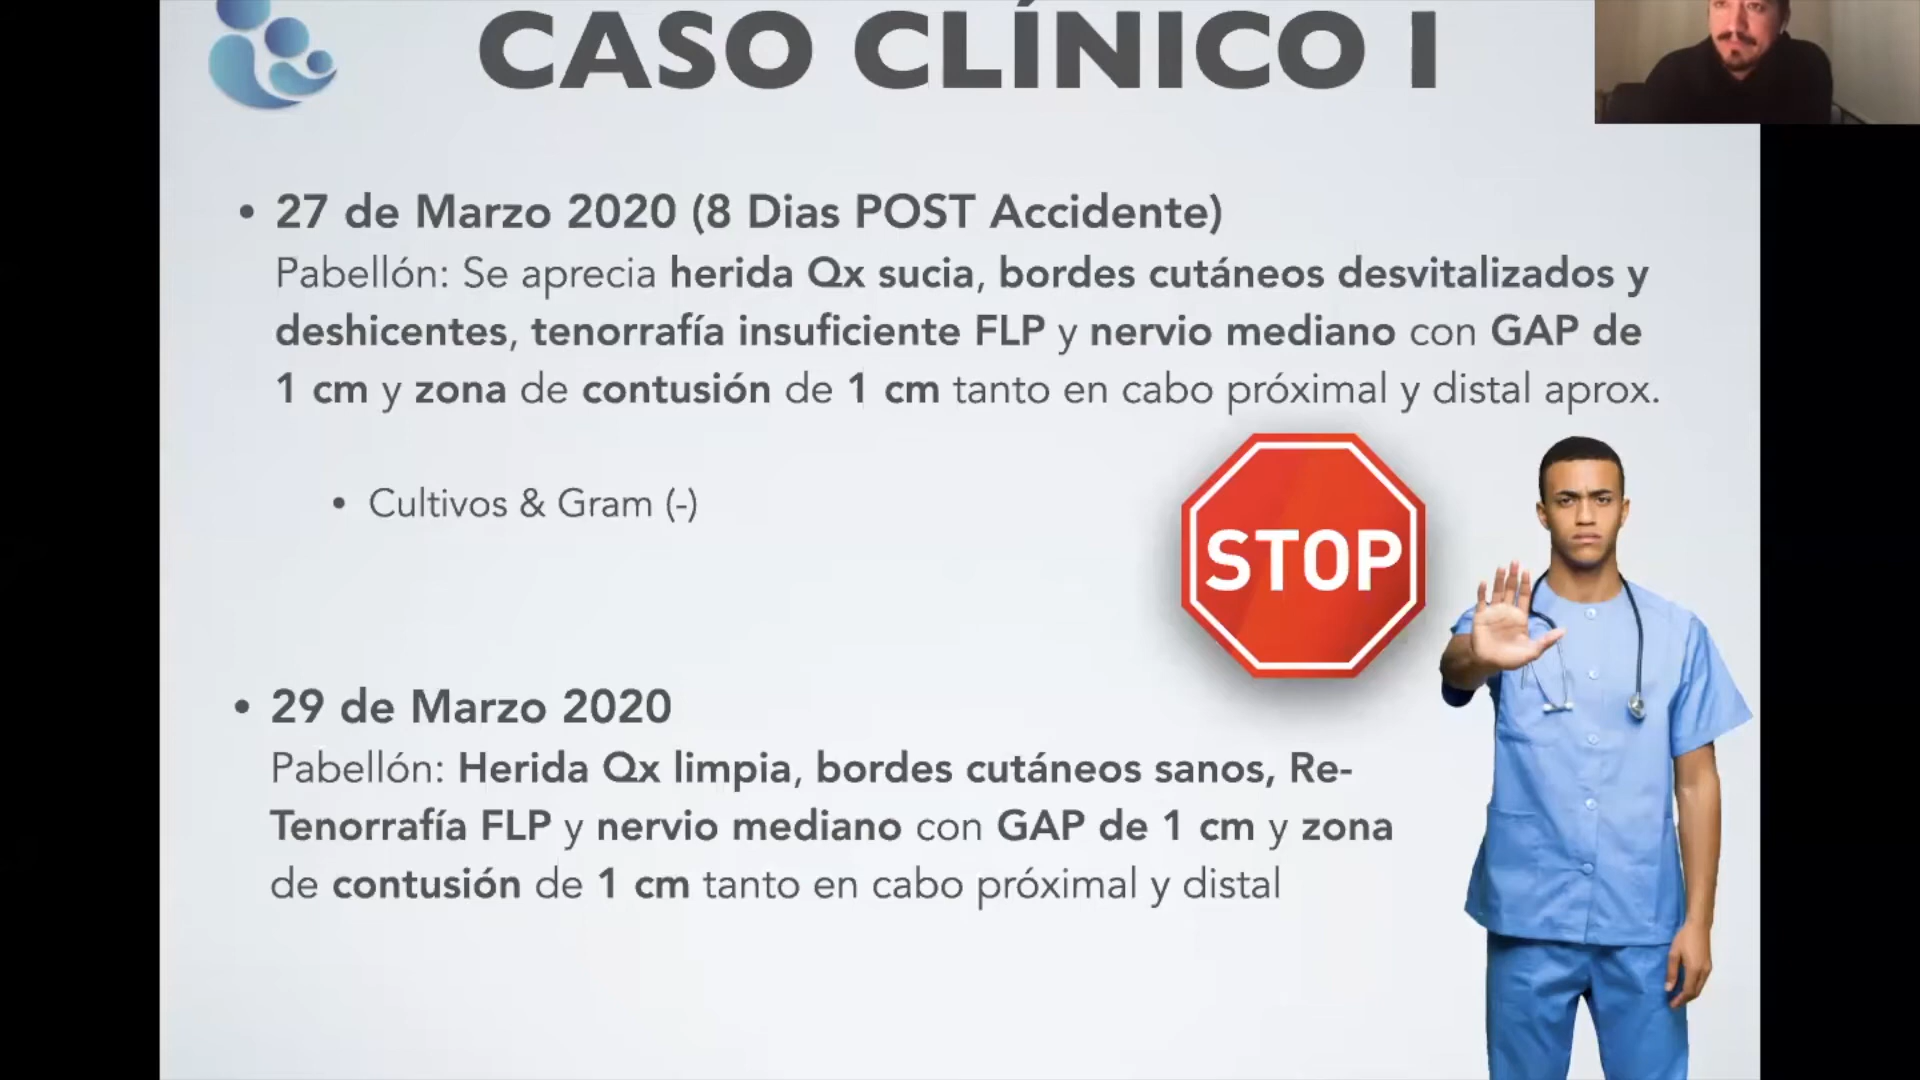 CASO CLÍNICO I
• 27 de Marzo 2020 (8 Dias POST Accidente)
Pabellón: Se aprecia herida Qx sucia, bordes cutáneos desvitalizados y
deshicentes, tenorrafía insuficiente FLP y nervio mediano con GAP de
1 cm y zona de contusión de 1 cm tanto en cabo próximal y distal aprox.
• Cultivos & Gram (-)
STOP
• 29 de Marzo 2020
Pabellón: Herida Qx limpia, bordes cutáneos sanos, Re-
Tenorrafía FLP y nervio mediano con GAP de 1 cm y zona
de contusión de 1 cm tanto en cabo próximal y distal